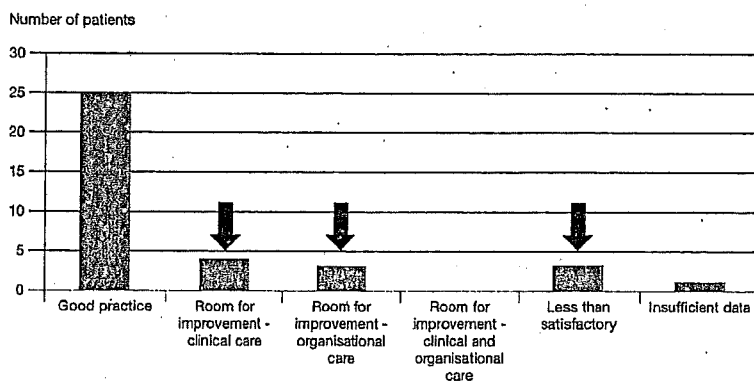 Number of patients
30
25
20
15
10
5
0
Good practice
Room for
improvement -
clinical care
Room for
improvement -
organisational
care
Room for
improvement -
clinical and
organisational
care
Less than
satisfactory
Insufficient data